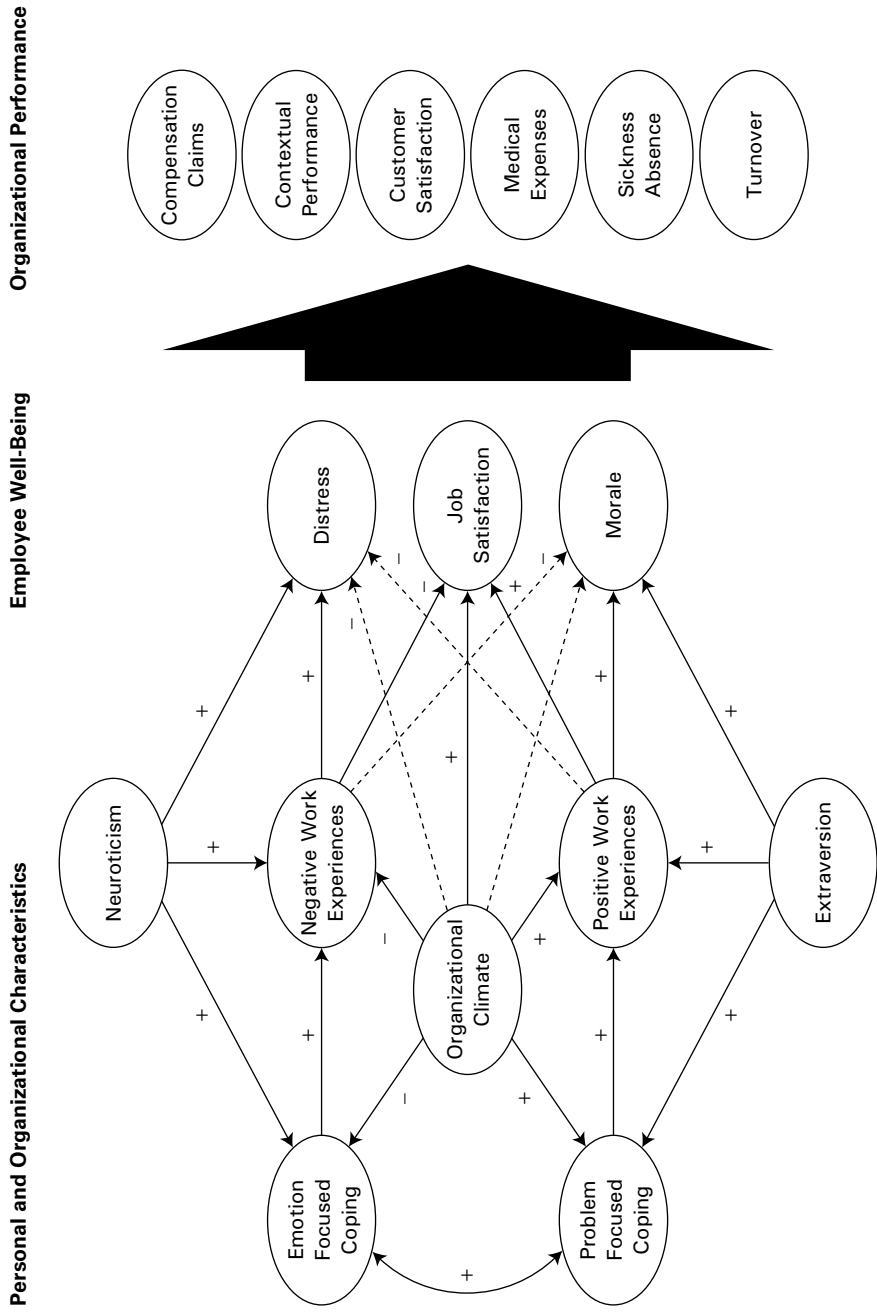 Personal and Organizational Characteristics
Employee Well-Being
Organizational Performance
Neuroticism
+
+
+
Emotion
Focused
Coping
+
Negative Work
Experiences
+
Distress
–
–
–
–
Organizational
Climate
+
Job
Satisfaction
–
+
+
+
+
Problem
Focused
Coping
+
Positive Work
Experiences
+
Morale
–
+
+
+
Extraversion
Compensation
Claims
Contextual
Performance
Customer
Satisfaction
Medical
Expenses
Sickness
Absence
Turnover